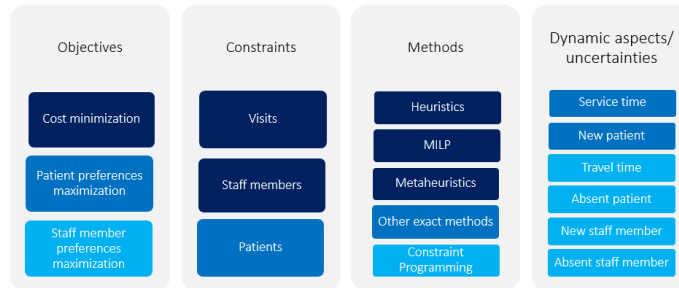 Objectives
Cost minimization
Patient preferences
maximization
Staff member
preferences
maximization
Constraints
Visits
Staff members
Patients
Methods
Heuristics
MILP
Metaheuristics
Other exact methods
Constraint
Programming
Dynamic aspects/
uncertainties
Service time
New patient
Travel time
Absent patient
New staff member
Absent staff member